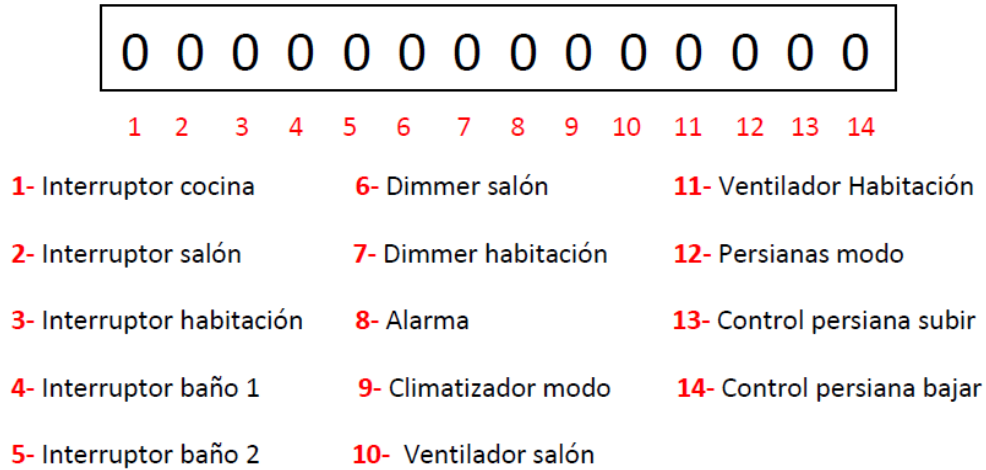 0 0 0 0 0 0 0 0 0 0 0 0 0 0
1 2 3 4 5 6 7 8 9 10 11 12 13 14
1- Interruptor cocina
2- Interruptor salón
3- Interruptor habitación
4- Interruptor baño 1
5- Interruptor baño 2
6- Dimmer salón
7- Dimmer habitación
8- Alarma
9- Climatizador modo
10- Ventilador salón
11- Ventilador Habitación
12- Persianas modo
13- Control persiana subir
14- Control persiana bajar